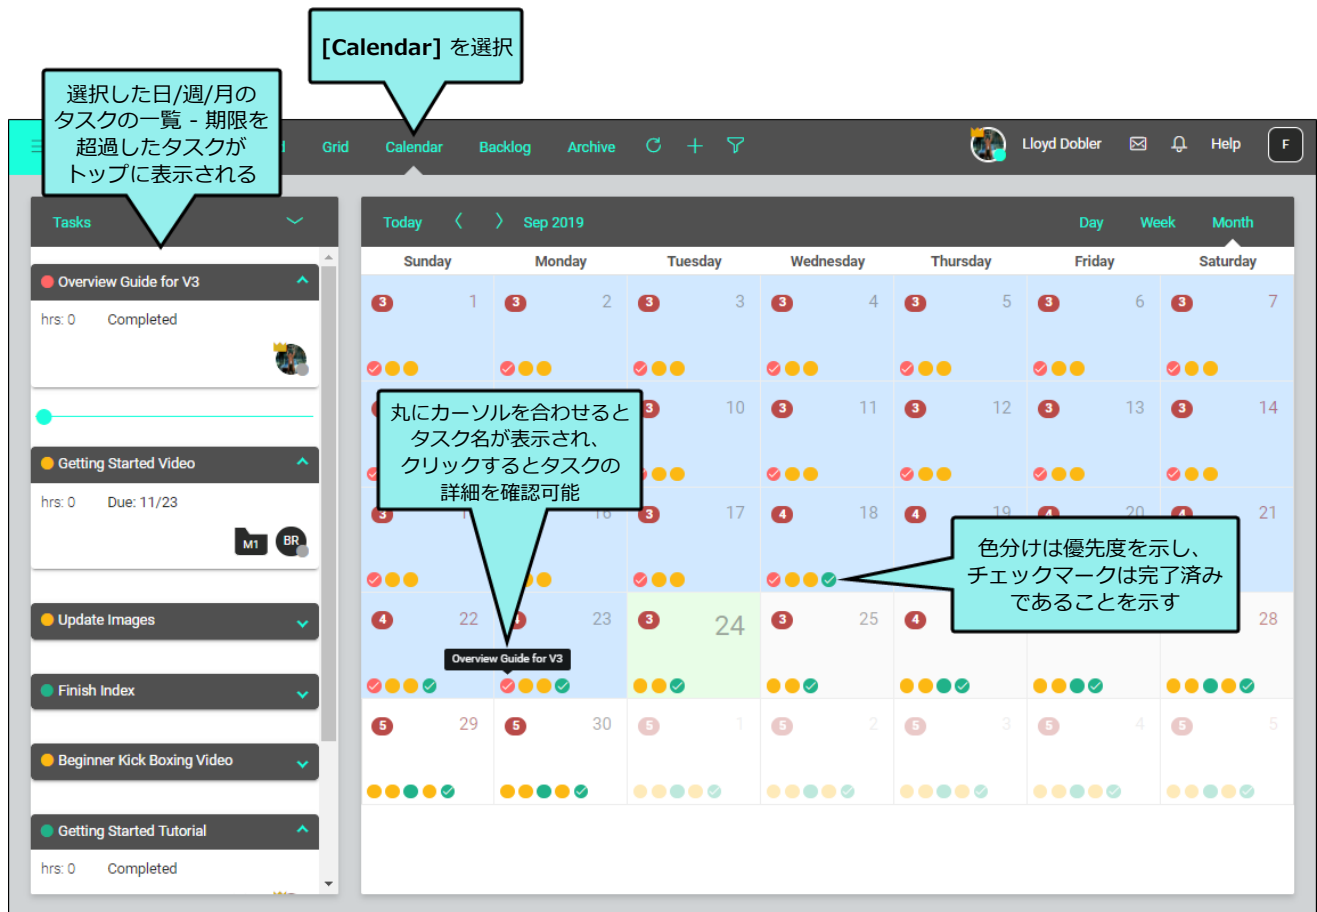 [Calendar] を選択
選択した日/週/月の
タスクの一覧 - 期限を
超過したタスクが
トップに表示される
Grid
Calendar
Backlog
Archive
Lloyd Dobler
Help
F
Tasks
Today
Sep 2019
Day
Week
Month
Sunday Monday Tuesday Wednesday Thursday Friday Saturday
Overview Guide for V3
hrs: 0 Completed
Getting Started Video
hrs: 0 Due: 11/23
M1 BR
Update Images
Finish Index
Beginner Kick Boxing Video
Getting Started Tutorial
hrs: 0 Completed
3 1 3 2 3 3 3 4 3 5 3 6 3 7
丸にカーソルを合わせると
タスク名が表示され、
クリックするとタスクの
詳細を確認可能
3 10 3 11 3 12 3 13 3 14
3 16 3 17 4 18 4 19 4 20 4 21
色分けは優先度を示し、
チェックマークは完了済み
であることを示す
4 22 23 3 24 3 25 4 28
Overview Guide for V3
5 29 5 30 5 1 5 2 5 3 5 4 5 5